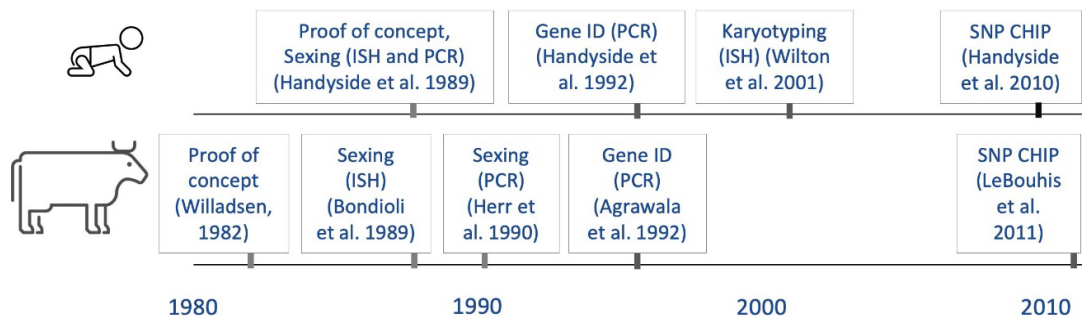 Proof of concept,
Sexing (ISH and PCR)
(Handyside et al. 1989)
Gene ID (PCR)
(Handyside et
al. 1992)
Karyotyping
(ISH) (Wilton
et al. 2001)
SNP CHIP
(Handyside
et al. 2010)
Proof of
concept
(Willadsen,
1982)
Sexing
(ISH)
(Bondioli
et al. 1989)
Sexing
(PCR)
(Herr et
al. 1990)
Gene ID
(PCR)
(Agrawala
et al. 1992)
SNP CHIP
(LeBouhis
et al.
2011)
1980
1990
2000
2010